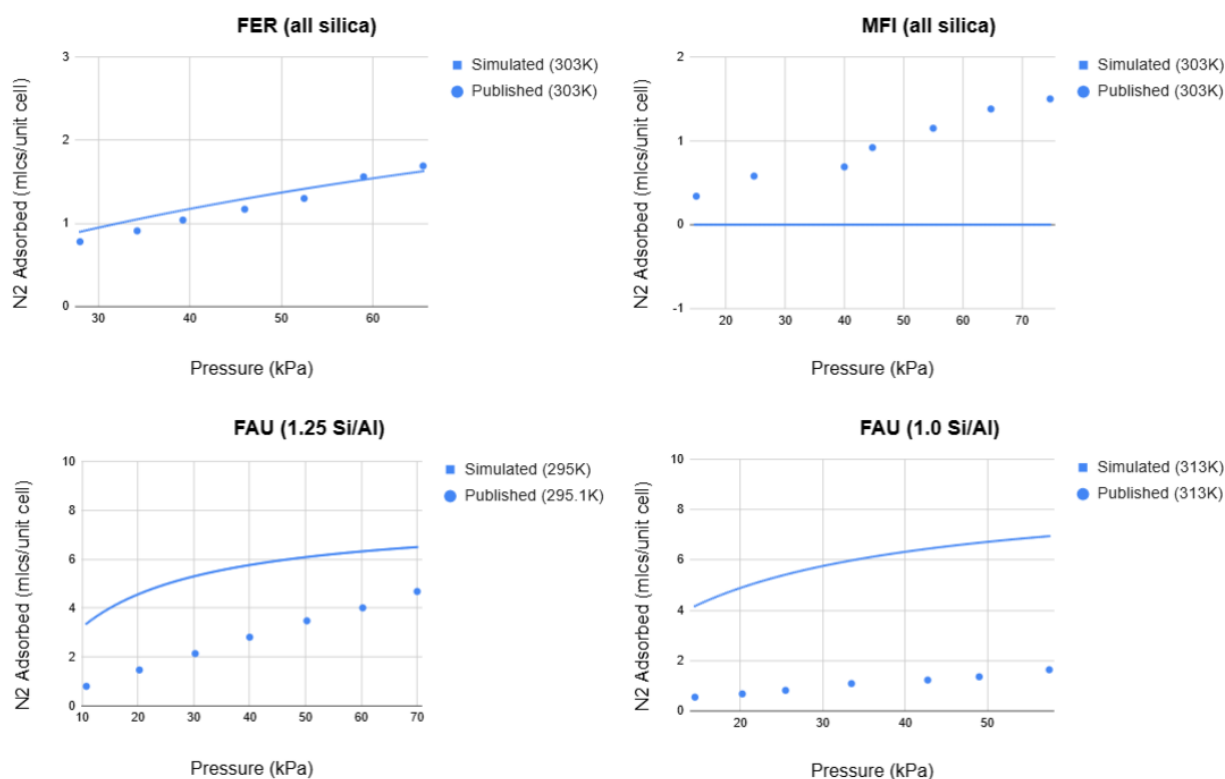 FER (all silica)
N2 Adsorbed (mlcs/unit cell)
3
2
1
0
30
40
50
60
Pressure (kPa)
Simulated (303K)
Published (303K)
MFI (all silica)
N2 Adsorbed (mlcs/unit cell)
2
1
0
-1
20
30
40
50
60
70
Pressure (kPa)
Simulated (303K)
Published (303K)
FAU (1.25 Si/Al)
N2 Adsorbed (mlcs/unit cell)
10
8
6
4
2
0
10
20
30
40
50
60
70
Pressure (kPa)
Simulated (295K)
Published (295.1K)
FAU (1.0 Si/Al)
N2 Adsorbed (mlcs/unit cell)
10
8
6
4
2
0
20
30
40
50
Pressure (kPa)
Simulated (313K)
Published (313K)